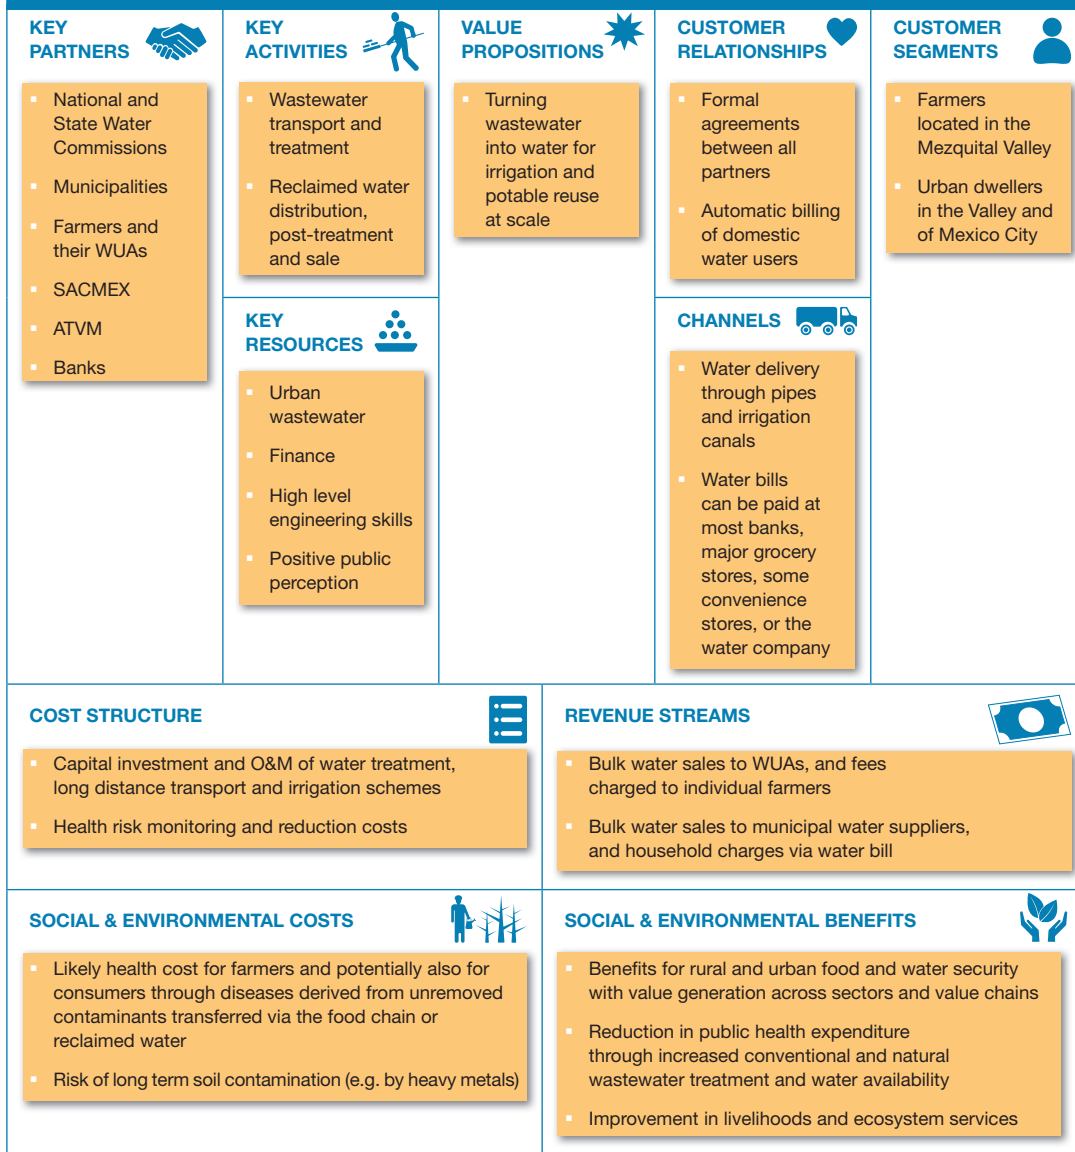 KEY
PARTNERS
National and
State Water
Commissions
Municipalities
Farmers and
their WUAs
SACMEX
ATVM
Banks
KEY
ACTIVITIES
Wastewater
transport and
treatment
Reclaimed water
distribution,
post-treatment
and sale
KEY
RESOURCES
Urban
wastewater
Finance
High level
engineering skills
Positive public
perception
VALUE
PROPOSITIONS
Turning
wastewater
into water for
irrigation and
potable reuse
at scale
CUSTOMER
RELATIONSHIPS
Formal
agreements
between all
partners
Automatic billing
of domestic
water users
CHANNELS
Water delivery
through pipes
and irrigation
canals
Water bills
can be paid at
most banks,
major grocery
stores, some
convenience
stores, or the
water company
CUSTOMER
SEGMENTS
Farmers
located in the
Mezquital Valley
Urban dwellers
in the Valley and
of Mexico City
COST STRUCTURE
Capital investment and O&M of water treatment,
long distance transport and irrigation schemes
Health risk monitoring and reduction costs
REVENUE STREAMS
Bulk water sales to WUAs, and fees
charged to individual farmers
Bulk water sales to municipal water suppliers,
and household charges via water bill
SOCIAL & ENVIRONMENTAL COSTS
Likely health cost for farmers and potentially also for
consumers through diseases derived from unremoved
contaminants transferred via the food chain or
reclaimed water
Risk of long term soil contamination (e.g. by heavy metals)
SOCIAL & ENVIRONMENTAL BENEFITS
Benefits for rural and urban food and water security
with value generation across sectors and value chains
Reduction in public health expenditure
through increased conventional and natural
wastewater treatment and water availability
Improvement in livelihoods and ecosystem services